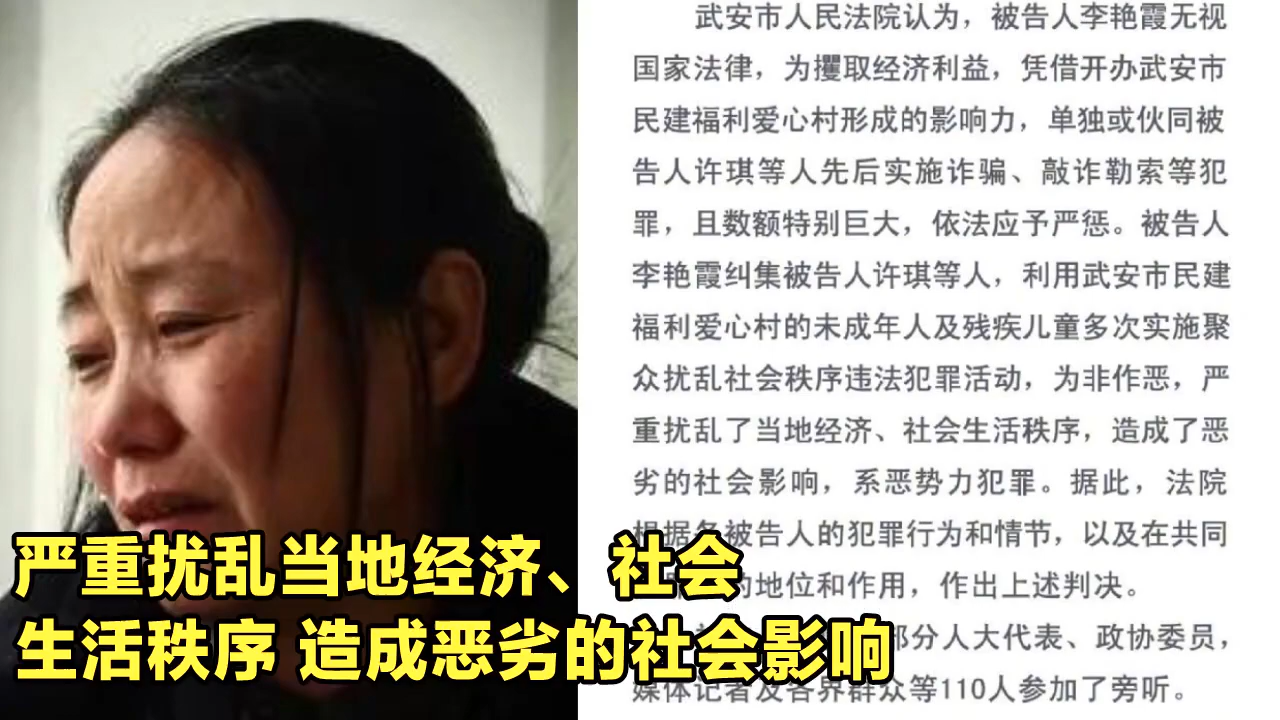 武安市人民法院认为，被告人李艳霞无视
国家法律，为攫取经济利益，凭借开办武安市
民建福利爱心村形成的影响力，单独或伙同被
告人许琪等人先后实施诈骗、敲诈勒索等犯
罪，且数额特别巨大，依法应予严惩。被告人
李艳霞纠集被告人许琪等人，利用武安市民建
福利爱心村的未成年人及残疾儿童多次实施聚
众扰乱社会秩序违法犯罪活动，为非作恶，严
重扰乱了当地经济、社会生活秩序，造成了恶
劣的社会影响，系恶势力犯罪。据此，法院
根据各被告人的犯罪行为和情节，以及在共同
的地位和作用，作出上述判决。
部分人大代表、政协委员，
媒体记者及各界群众等110人参加了旁听。
严重扰乱当地经济、社会
生活秩序 造成恶劣的社会影响